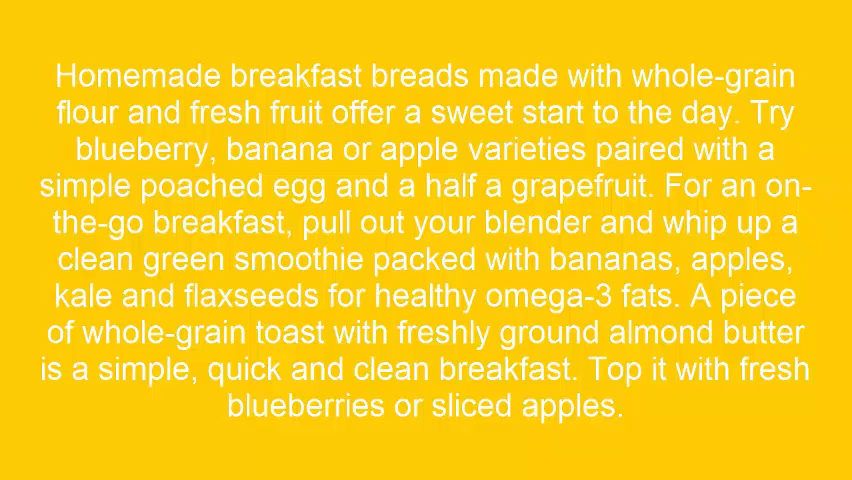 Homemade breakfast breads made with whole-grain
flour and fresh fruit offer a sweet start to the day. Try
blueberry, banana or apple varieties paired with a
simple poached egg and a half a grapefruit. For an on-
the-go breakfast, pull out your blender and whip up a
clean green smoothie packed with bananas, apples,
kale and flaxseeds for healthy omega-3 fats. A piece
of whole-grain toast with freshly ground almond butter
is a simple, quick and clean breakfast. Top it with fresh
blueberries or sliced apples.